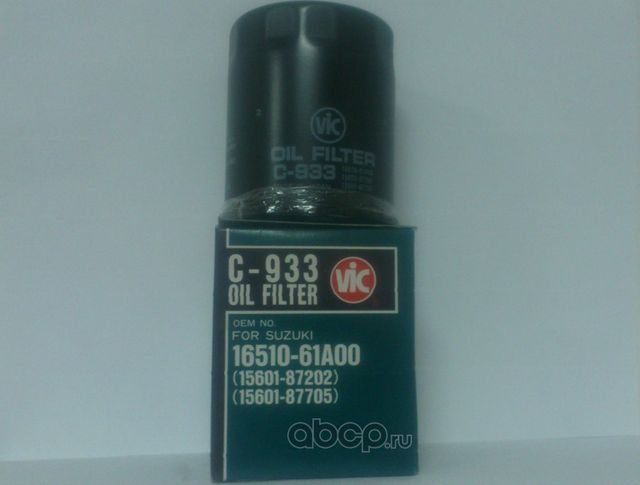 VIC
OIL FILTER
C-933
C-933
OIL FILTER
VIC
OEM NO.
FOR SUZUKI
16510-61A00
(15601-87202)
(15601-87705)
abcp.ru